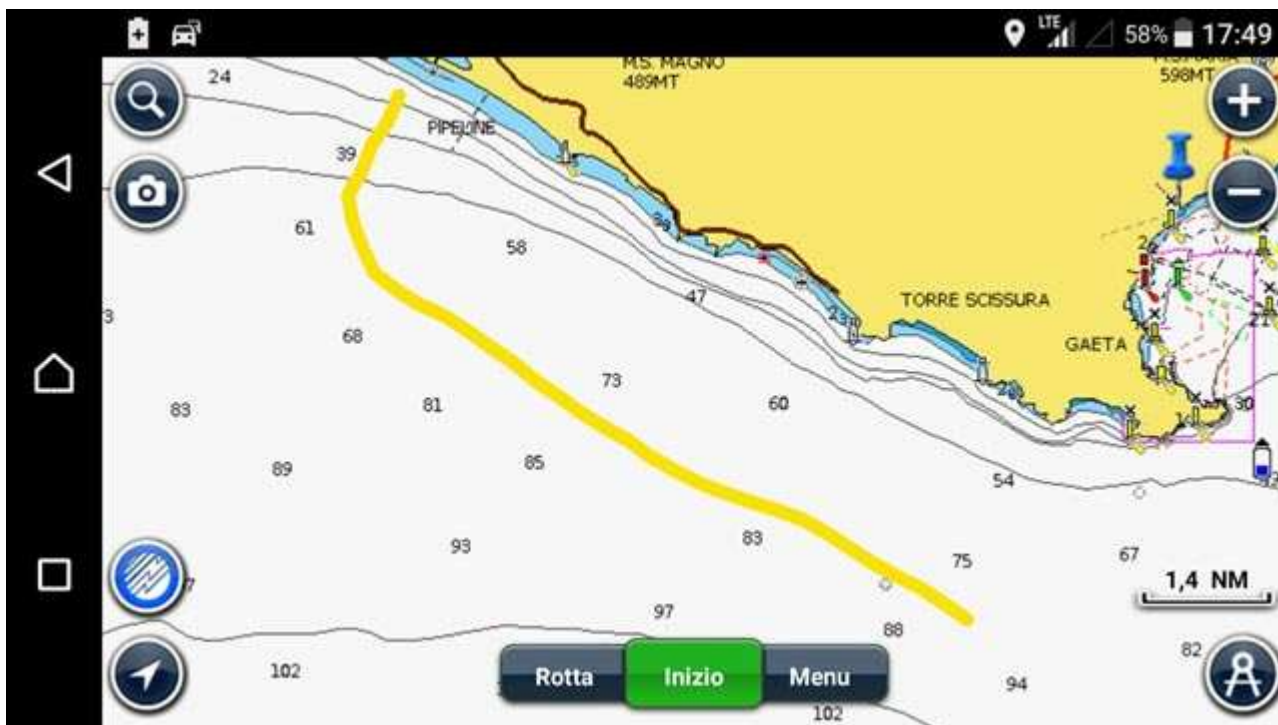 LTE 58% 17:49
M.S. MAGNO
489MT
598MT
24
PIPELINE
39
61
58
47
TORRE SCISSURA
GAETA
68
73
83
81
60
30
89
85
54
93
83
75
67
1,4 NM
97
88
82
102
Rotta
Inizio
Menu
94
102